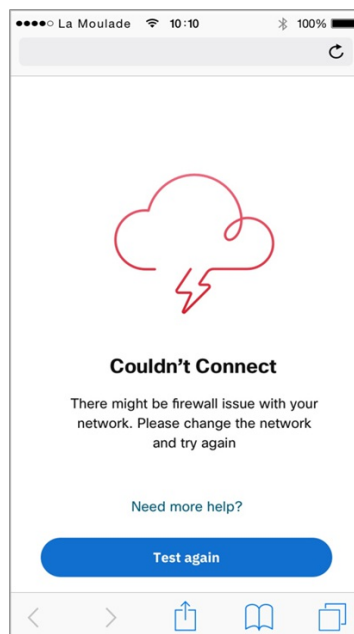 La Moulade 10:10 100%
Couldn’t Connect
There might be firewall issue with your
network. Please change the network
and try again
Need more help?
Test again